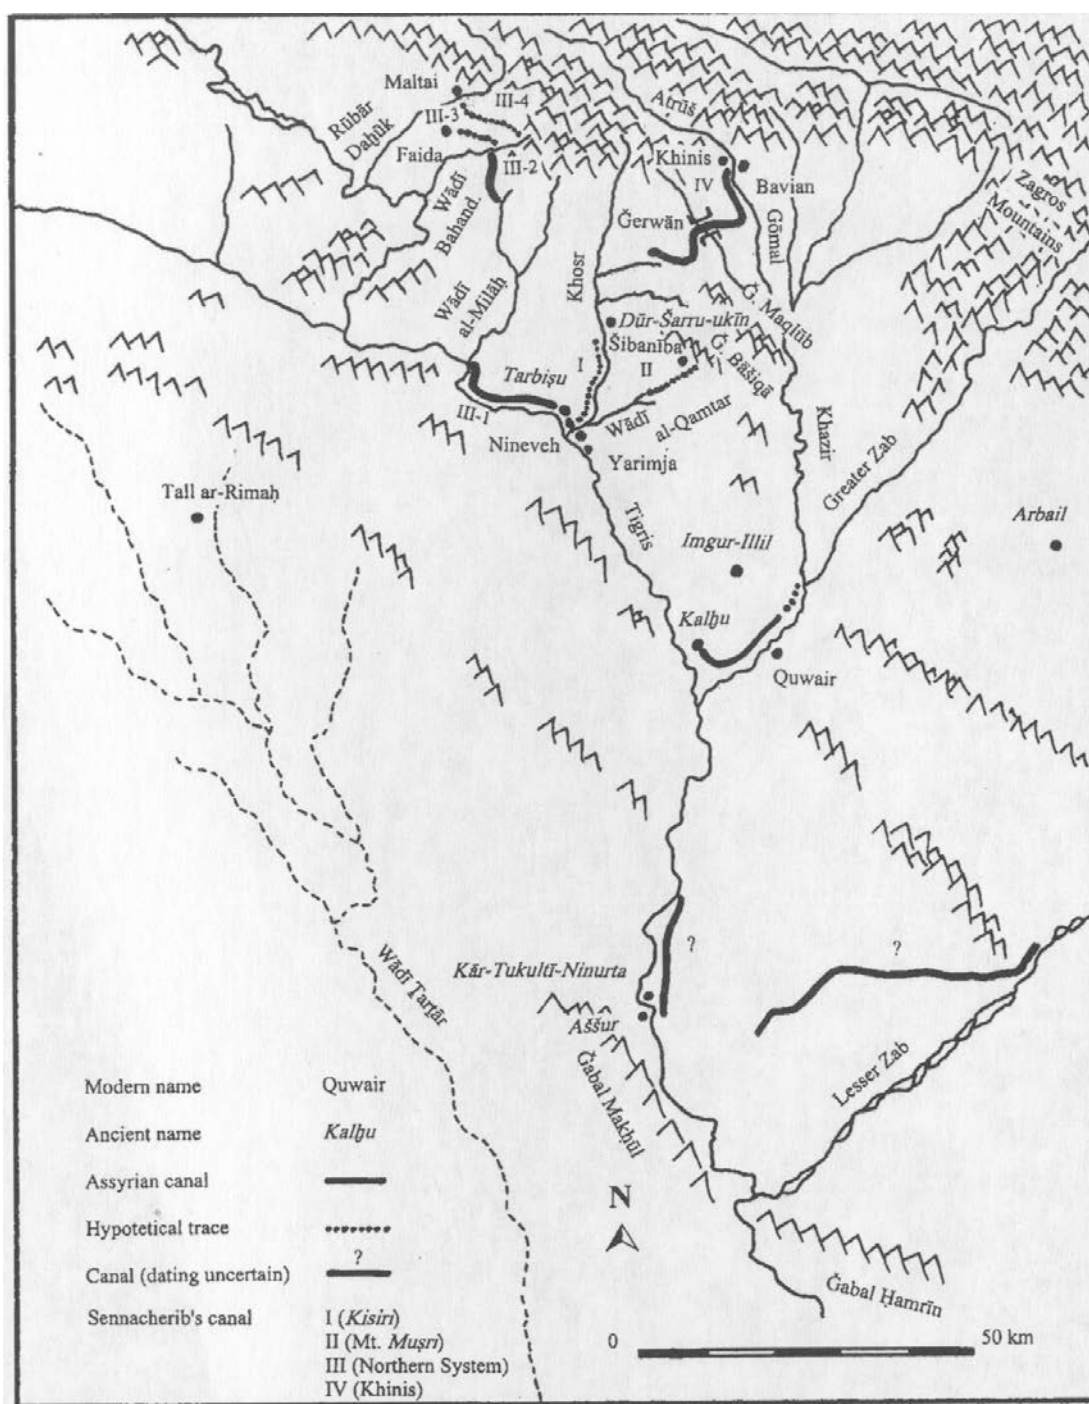 Maltai
III-4
Rūbār
Daḫūk
III-3
Faida
III-2
Atrūš
Khinis
IV
Bavian
Zagros
Mountains
Wādī
Bahand.
Ǧerwān
Gōmal
Khosr
Wādī
al-Milāḥ
Ǧ. Maqlūb
Dūr-Šarru-ukīn
Šibanība
Ǧ. Bāšiqā
Tarbiṣu
I
II
III-1
Wādī
al-Qamtar
Nineveh
Yarimja
Khazir
Greater Zab
Tall ar-Rimaḥ
Tigris
Arbail
Imgur-Illil
Kalḫu
Quwair
?
?
Kār-Tukultī-Ninurta
Wādī Ṯarṯār
Aššur
Ǧabal Makḥūl
Lesser Zab
Modern name Quwair
Ancient name Kalḫu
Assyrian canal
Hypotetical trace
?
Canal (dating uncertain)
Sennacherib's canal I (Kisiri)
II (Mt. Muṣri)
III (Northern System)
IV (Khinis)
N
Ǧabal Ḥamrīn
0 50 km